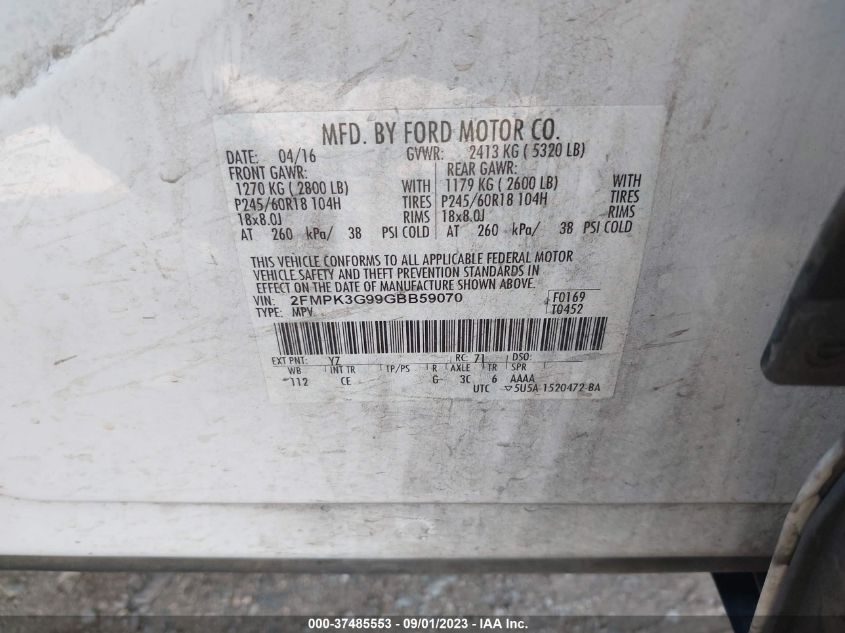 MFD. BY FORD MOTOR CO.
DATE: 04/16 GVWR: 2413 KG ( 5320 LB)
FRONT GAWR: REAR GAWR:
1270 KG ( 2800 LB) WITH 1179 KG ( 2600 LB) WITH
P245/60R18 104H TIRES P245/60R18 104H TIRES
18x8.0J RIMS 18x8.0J RIMS
AT 260 kPa/ 38 PSI COLD AT 260 kPa/ 38 PSI COLD
THIS VEHICLE CONFORMS TO ALL APPLICABLE FEDERAL MOTOR
VEHICLE SAFETY AND THEFT PREVENTION STANDARDS IN
EFFECT ON THE DATE OF MANUFACTURE SHOWN ABOVE.
VIN: 2FMPK3G99GBB59070 F0169
TYPE: MPV T0452
EXT PNT: YZ RC: 71 DSO:
WB INT TR TP/PS R AXLE TR SPR
*112 CE G 3C 6 AAAA
UTC ▽5U5A-1520472-BA
000-37485553 - 09/01/2023 - IAA Inc.